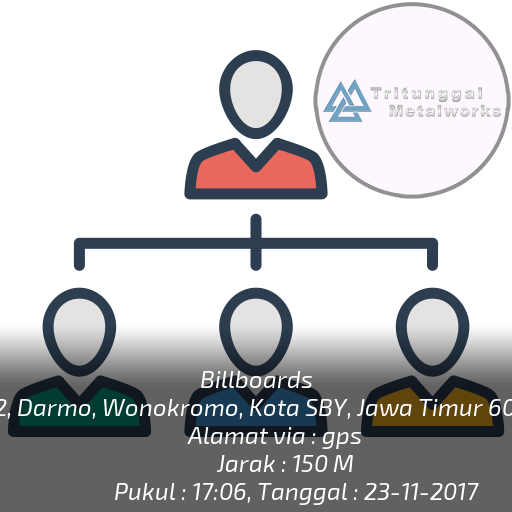 Tritunggal
Metalworks
Billboards
2, Darmo, Wonokromo, Kota SBY, Jawa Timur 60
Alamat via : gps
Jarak : 150 M
Pukul : 17:06, Tanggal : 23-11-2017